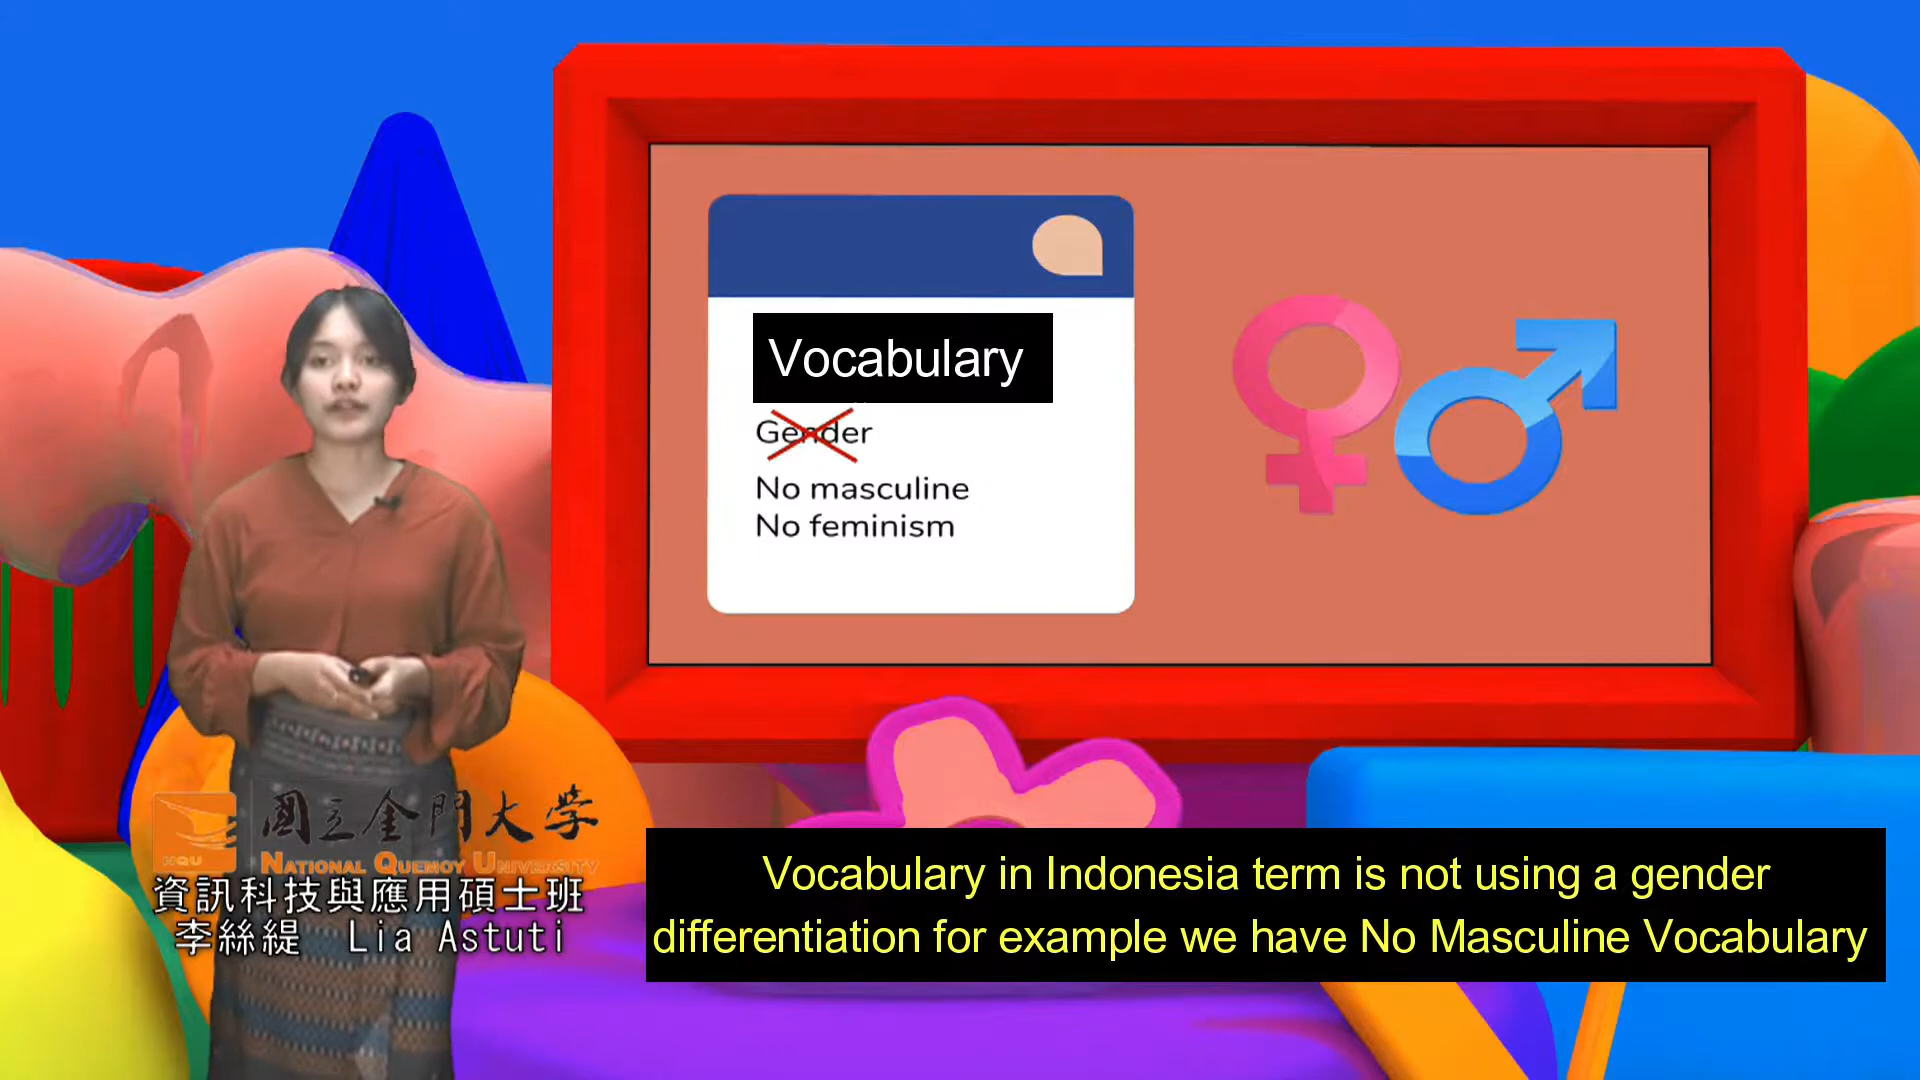 Vocabulary
Gender
No masculine
No feminism
國立金門大學
NQU
NATIONAL QUEMOY UNIVERSITY
資訊科技與應用碩士班
李絲緹 Lia Astuti
Vocabulary in Indonesia term is not using a gender
differentiation for example we have No Masculine Vocabulary